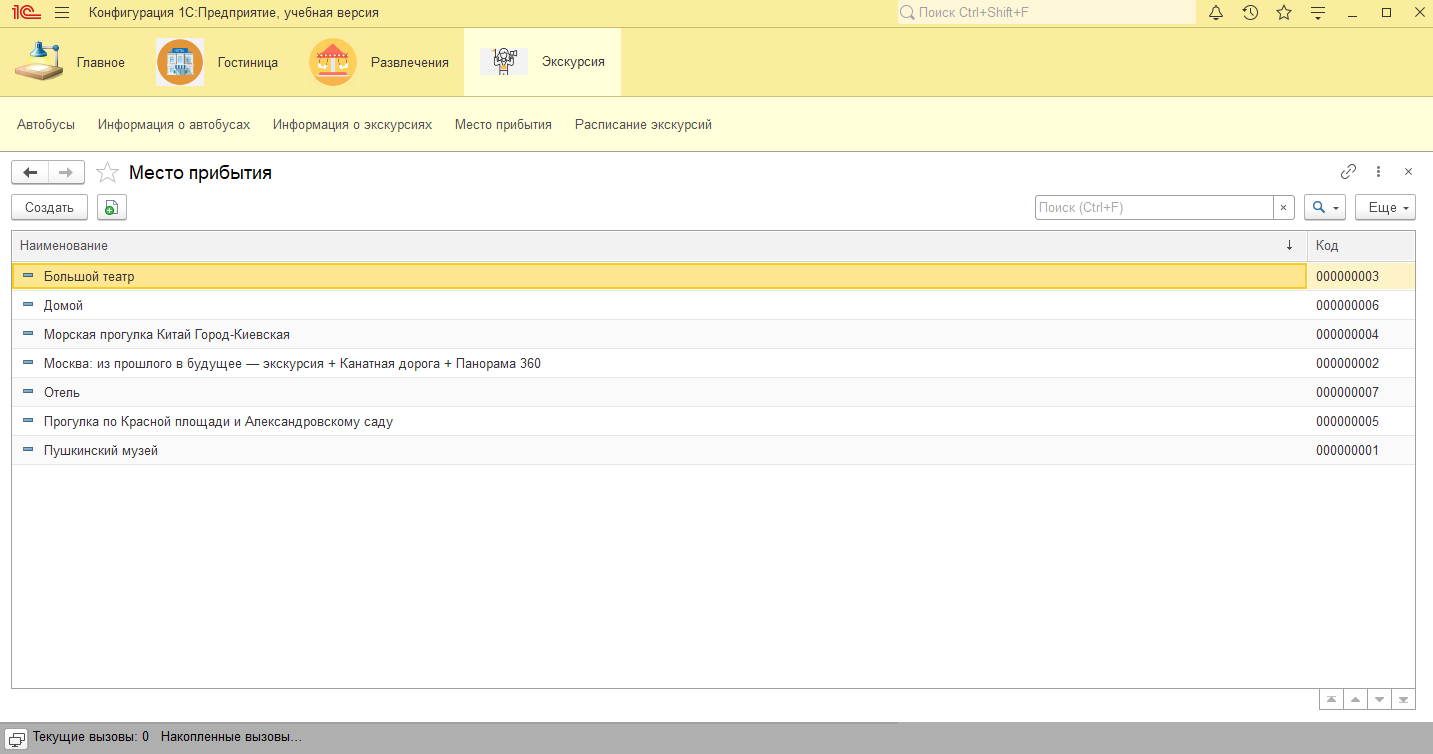 1С Конфигурация 1С:Предприятие, учебная версия Поиск Ctrl+Shift+F
Главное Гостиница Развлечения Экскурсия
Автобусы Информация о автобусах Информация о экскурсиях Место прибытия Расписание экскурсий
Место прибытия
Создать Поиск (Ctrl+F) × Еще
Наименование ↓ Код
Большой театр 000000003
Домой 000000006
Морская прогулка Китай Город-Киевская 000000004
Москва: из прошлого в будущее — экскурсия + Канатная дорога + Панорама 360 000000002
Отель 000000007
Прогулка по Красной площади и Александровскому саду 000000005
Пушкинский музей 000000001
Текущие вызовы: 0 Накопленные вызовы...